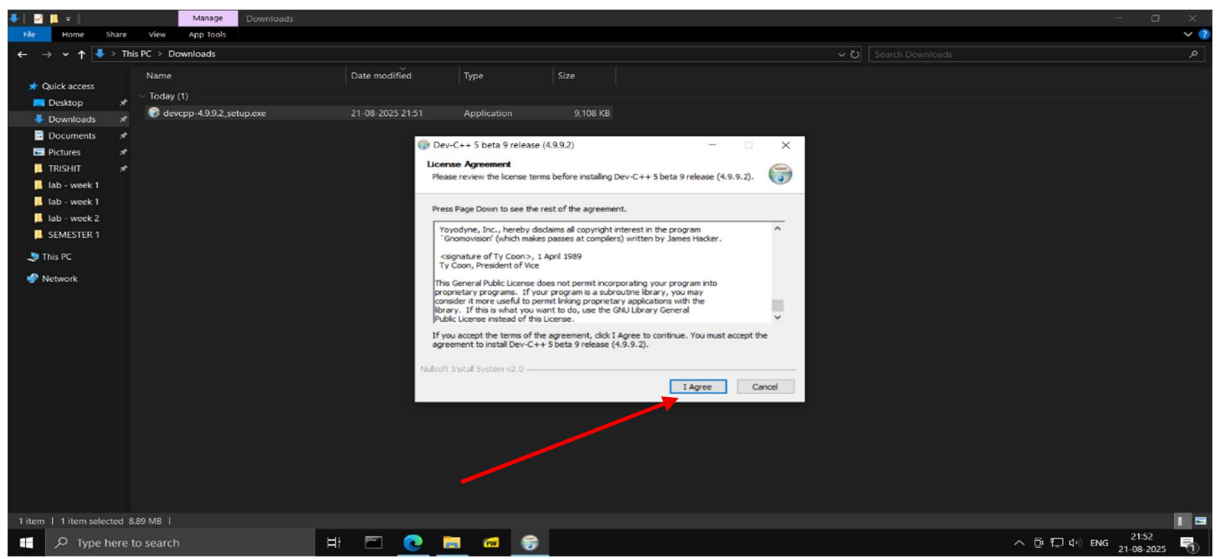 Manage
Downloads
File
Home
Share
View
App Tools
This PC > Downloads
Search Downloads
Name
Date modified
Type
Size
Quick access
Desktop
Downloads
Documents
Pictures
TRISHIT
lab - week 1
lab - week 1
lab - week 2
SEMESTER 1
This PC
Network
Today (1)
devcpp-4.9.9.2_setup.exe
21-08-2025 21:51
Application
9,108 KB
Dev-C++ 5 beta 9 release (4.9.9.2)
License Agreement
Please review the license terms before installing Dev-C++ 5 beta 9 release (4.9.9.2).
Press Page Down to see the rest of the agreement.
Yoyodyne, Inc., hereby disclaims all copyright interest in the program
`Gnomovision' (which makes passes at compilers) written by James Hacker.
<signature of Ty Coon>, 1 April 1989
Ty Coon, President of Vice
This General Public License does not permit incorporating your program into
proprietary programs. If your program is a subroutine library, you may
consider it more useful to permit linking proprietary applications with the
library. If this is what you want to do, use the GNU Library General
Public License instead of this License.
If you accept the terms of the agreement, click I Agree to continue. You must accept the
agreement to install Dev-C++ 5 beta 9 release (4.9.9.2).
Nullsoft Install System v2.0
I Agree
Cancel
1 item
1 item selected 8.89 MB
Type here to search
ENG
21:52
21-08-2025